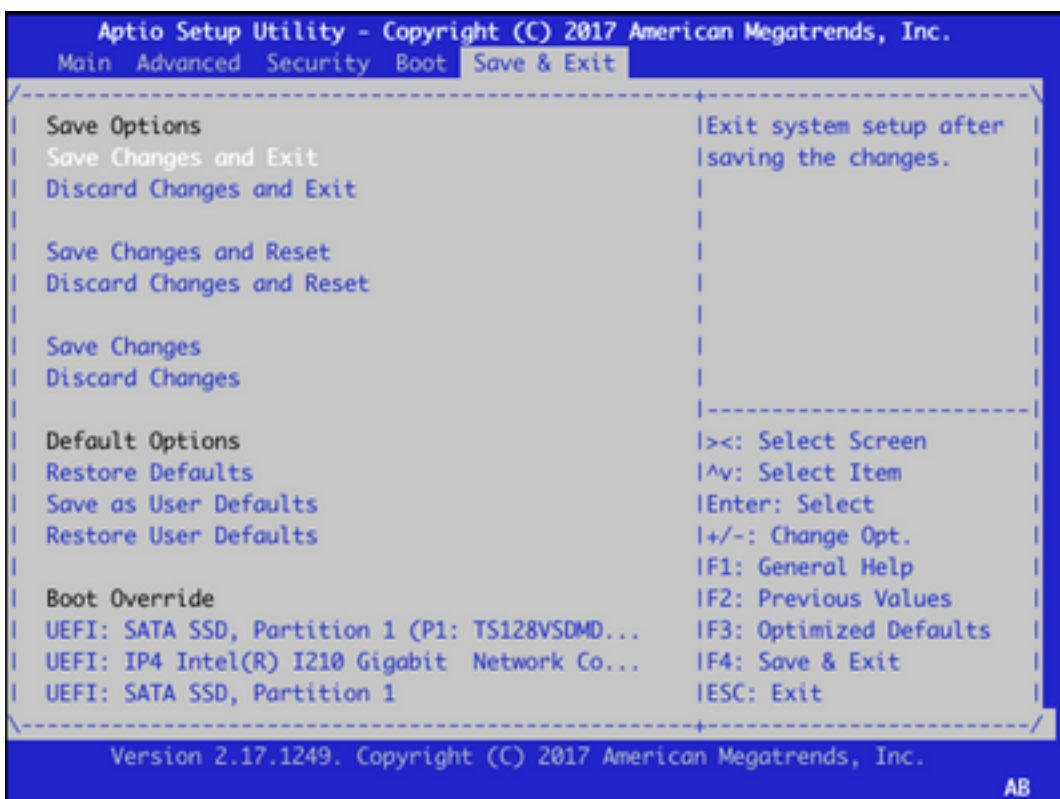 Aptio Setup Utility - Copyright (C) 2017 American Megatrends, Inc.
Main Advanced Security Boot Save & Exit
Save Options
Save Changes and Exit
Discard Changes and Exit
Save Changes and Reset
Discard Changes and Reset
Save Changes
Discard Changes
Default Options
Restore Defaults
Save as User Defaults
Restore User Defaults
Boot Override
UEFI: SATA SSD, Partition 1 (P1: TS128VSDMD...
UEFI: IP4 Intel(R) I210 Gigabit  Network Co...
UEFI: SATA SSD, Partition 1
Exit system setup after
saving the changes.
><: Select Screen
^v: Select Item
Enter: Select
+/-: Change Opt.
F1: General Help
F2: Previous Values
F3: Optimized Defaults
F4: Save & Exit
ESC: Exit
Version 2.17.1249. Copyright (C) 2017 American Megatrends, Inc.
AB